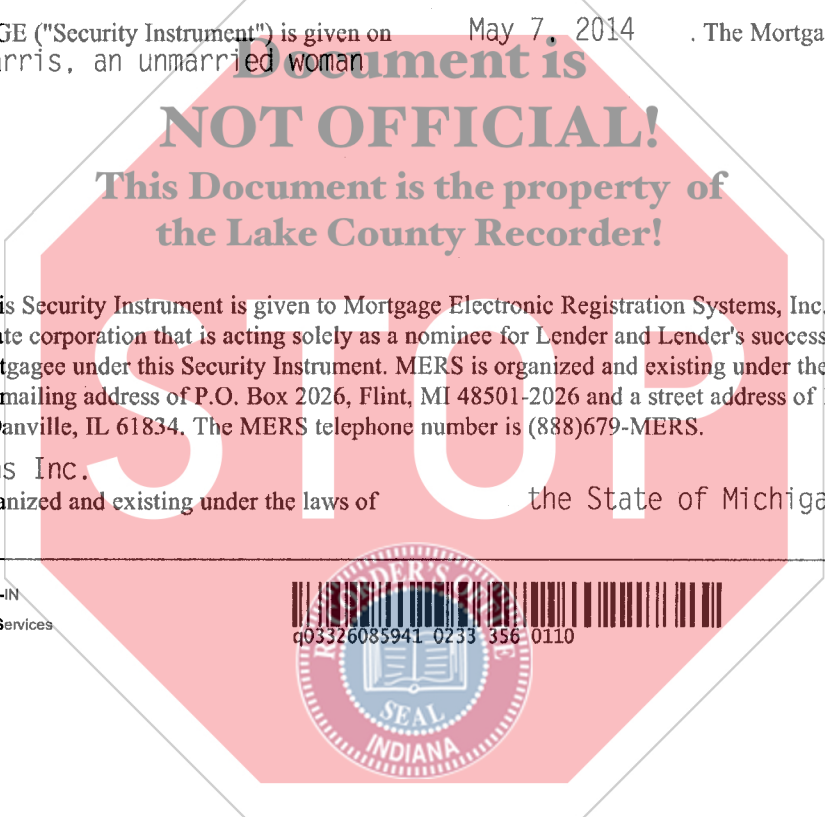 GE ("Security Instrument") is given on May 7, 2014 . The Mortga
arris, an unmarried woman
Document is
NOT OFFICIAL!
This Document is the property of
the Lake County Recorder!
STOP
is Security Instrument is given to Mortgage Electronic Registration Systems, Inc.
ate corporation that is acting solely as a nominee for Lender and Lender's success
tgagee under this Security Instrument. MERS is organized and existing under the
mailing address of P.O. Box 2026, Flint, MI 48501-2026 and a street address of
anville, IL 61834. The MERS telephone number is (888)679-MERS.
ns Inc.
anized and existing under the laws of the State of Michiga
-IN
Services
q03326085941 0233 356 0110
RECORDER'S OFFICE
SEAL
INDIANA